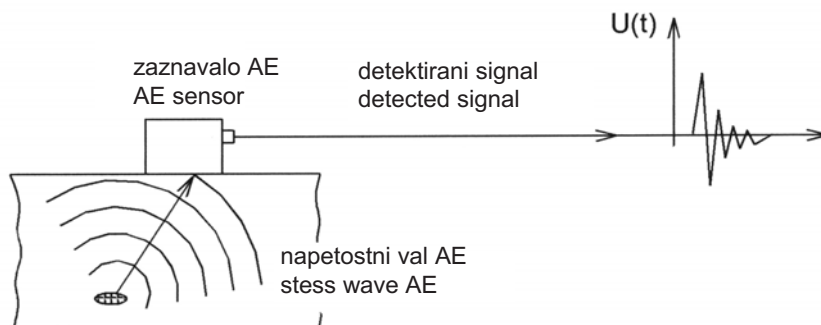 zaznavalo AE
AE sensor
detektirani signal
detected signal
U(t)
napetostni val AE
stess wave AE